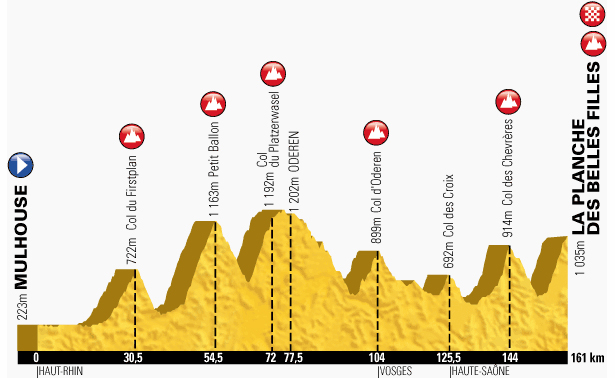 223m MULHOUSE
722m Col du Firstplan
1 163m Petit Ballon
Col
1 192m du Platzerwasel
1 202m ODEREN
899m Col d'Oderen
692m Col des Croix
914m Col des Chevrères
1 035m LA PLANCHE
DES BELLES FILLES
0 30,5 54,5 72 77,5 104 125,5 144 161 km
|HAUT-RHIN |VOSGES |HAUTE-SAÔNE